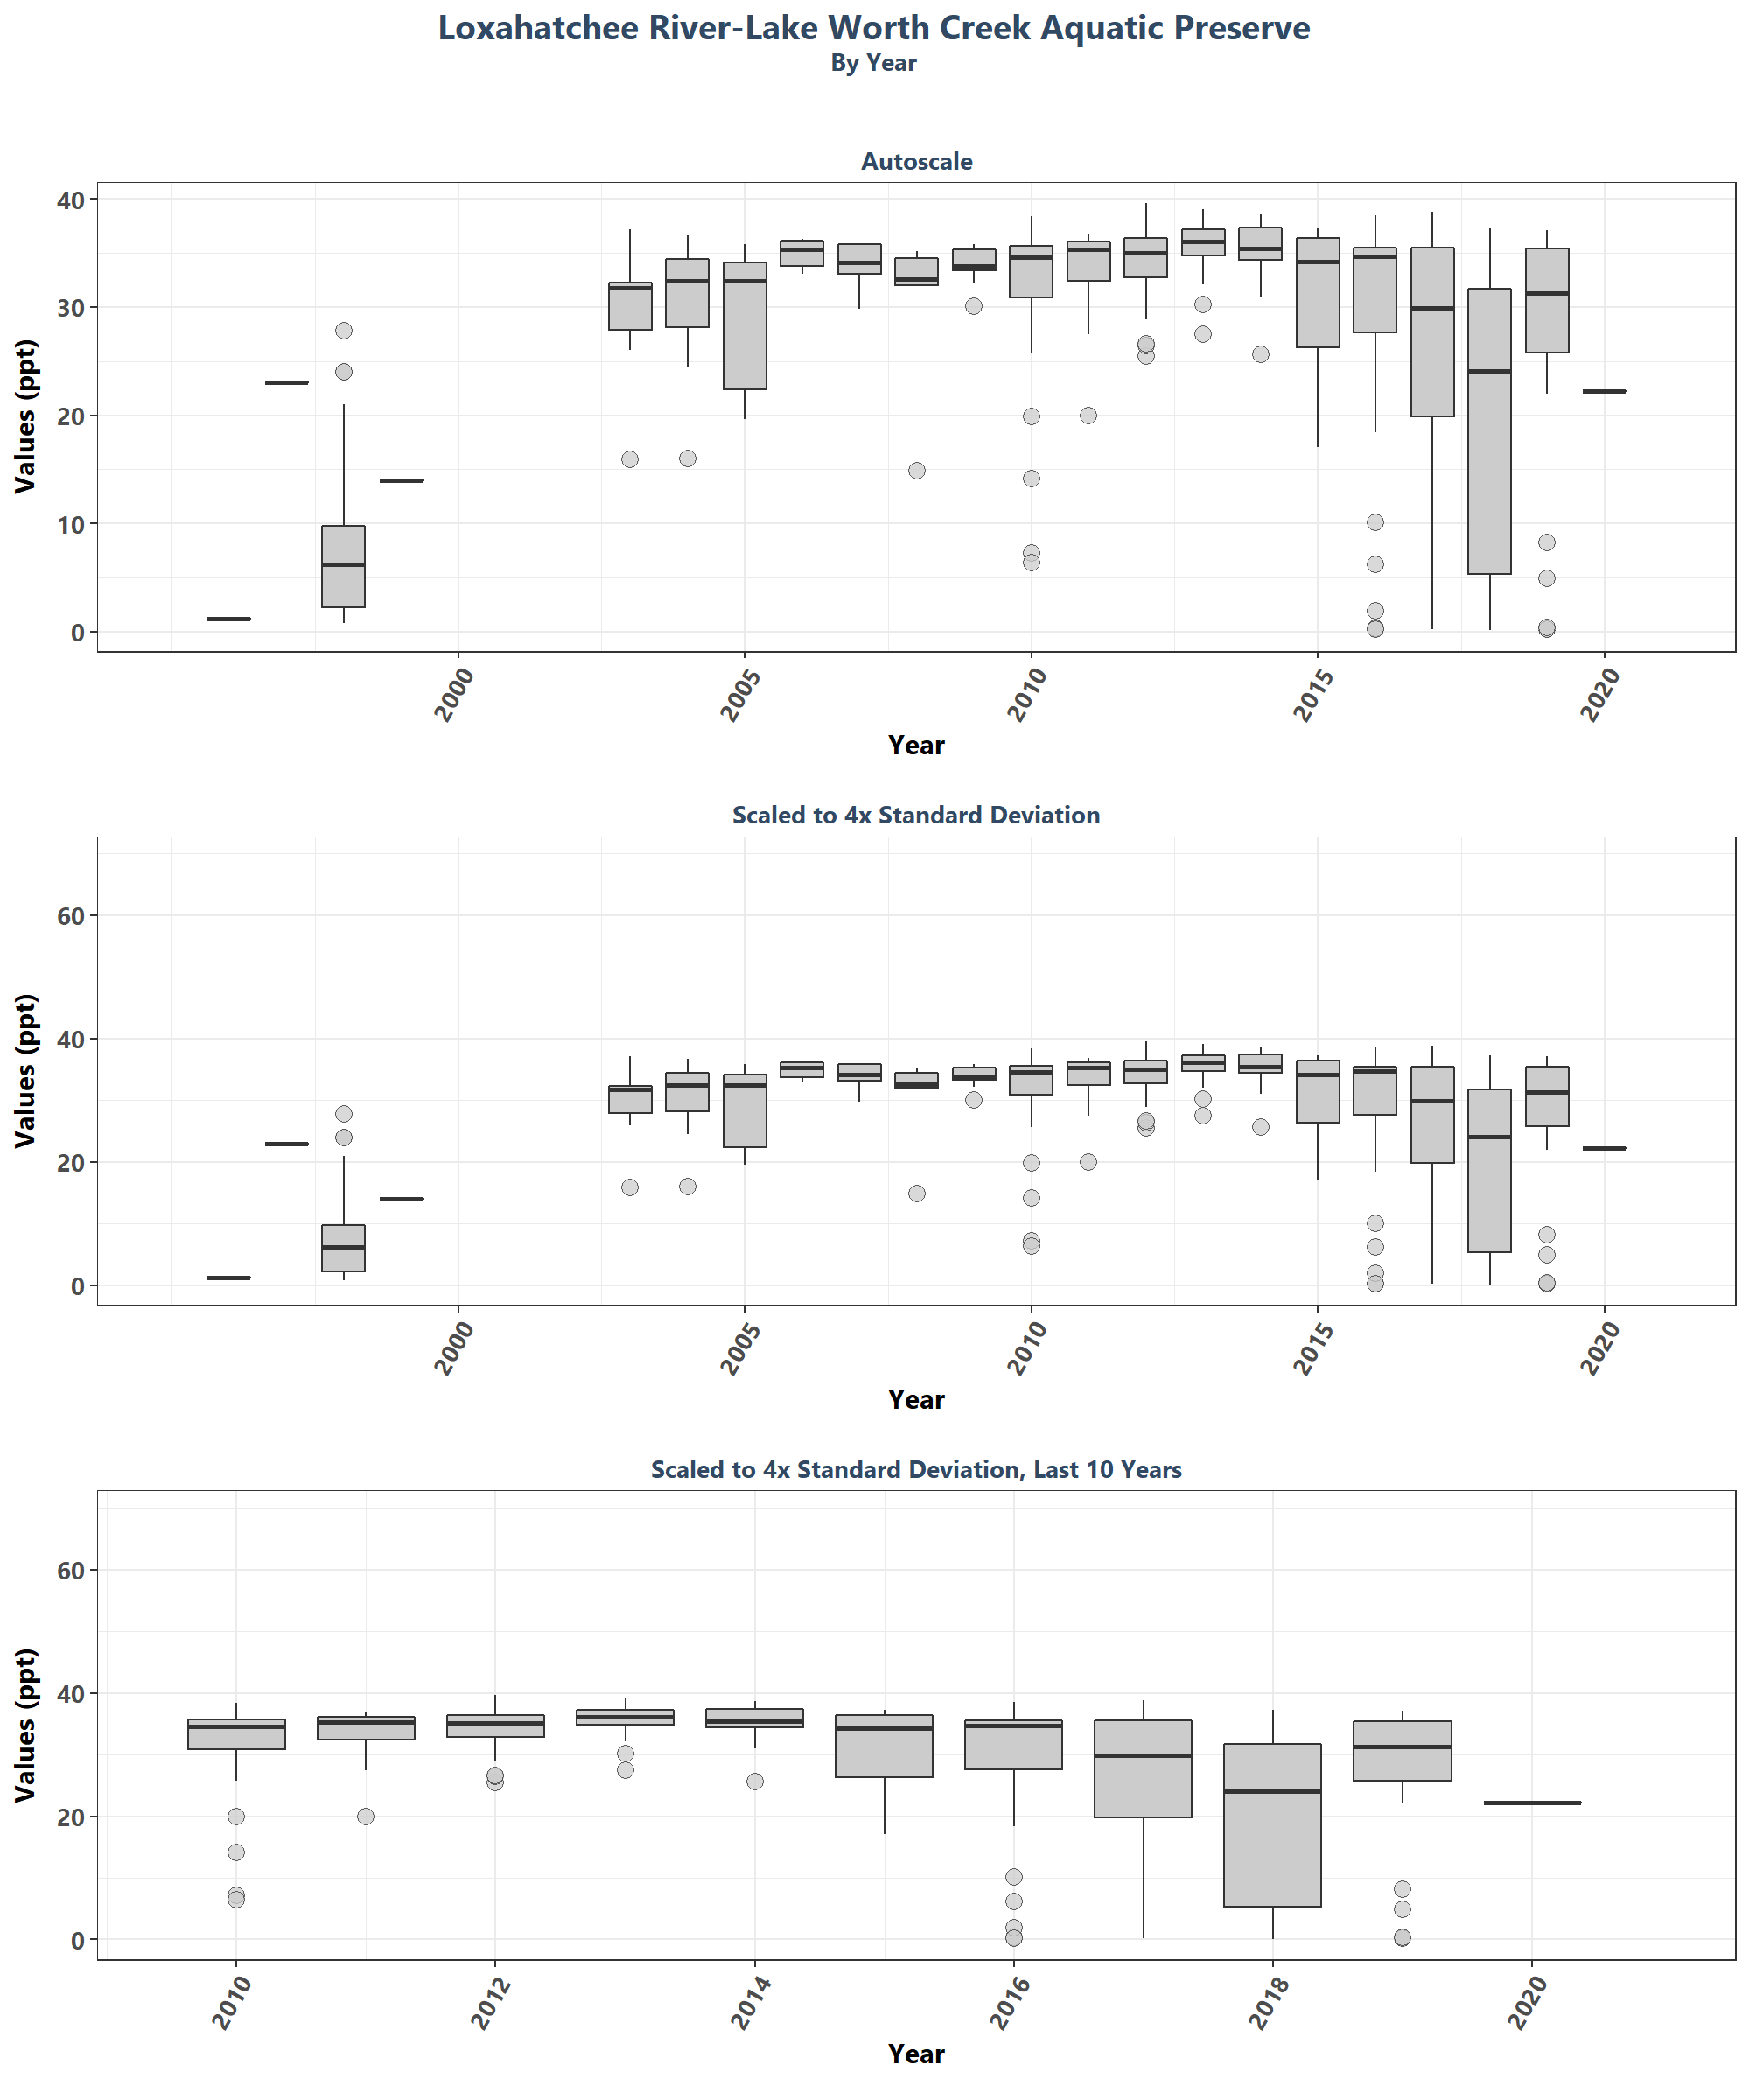 Loxahatchee River-Lake Worth Creek Aquatic Preserve
By Year
Autoscale
Values (ppt)
40
30
20
10
0
2000
2005
2010
2015
2020
Year
Scaled to 4x Standard Deviation
Values (ppt)
60
40
20
0
2000
2005
2010
2015
2020
Year
Scaled to 4x Standard Deviation, Last 10 Years
Values (ppt)
60
40
20
0
2010
2012
2014
2016
2018
2020
Year